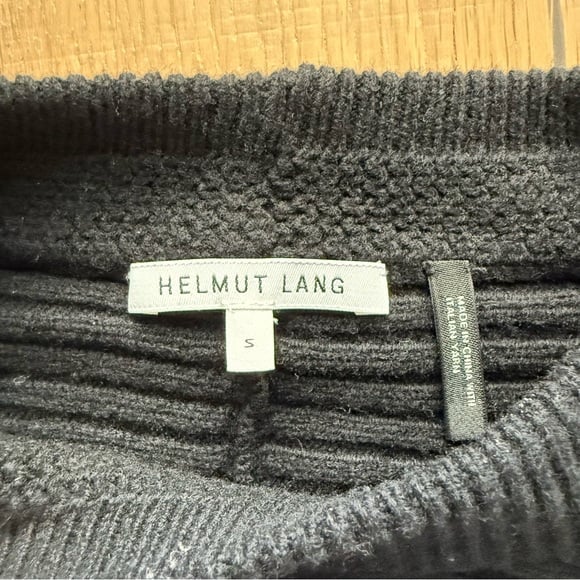 HELMUT LANG
S
MADE IN CHINA WITH
ITALIAN YARN